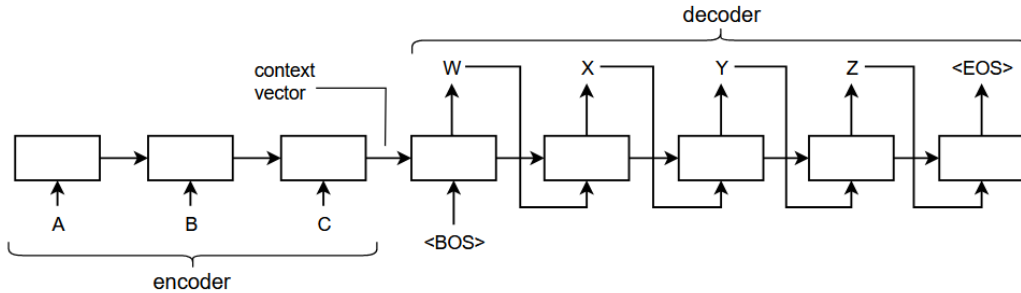 decoder
context
vector
W X Y Z <EOS>
A B C <BOS>
encoder